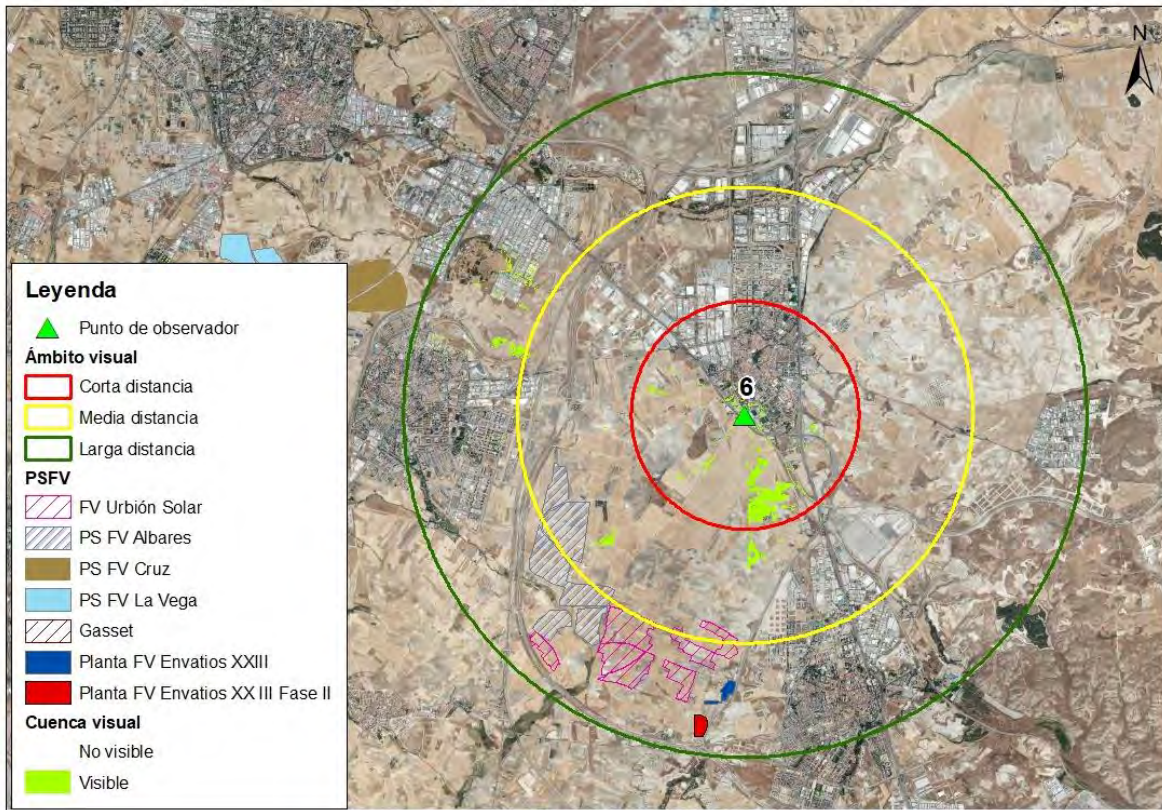 N
6
Leyenda
Punto de observador
Ámbito visual
Corta distancia
Media distancia
Larga distancia
PSFV
FV Urbión Solar
PS FV Albares
PS FV Cruz
PS FV La Vega
Gasset
Planta FV Envatios XXIII
Planta FV Envatios XX III Fase II
Cuenca visual
No visible
Visible